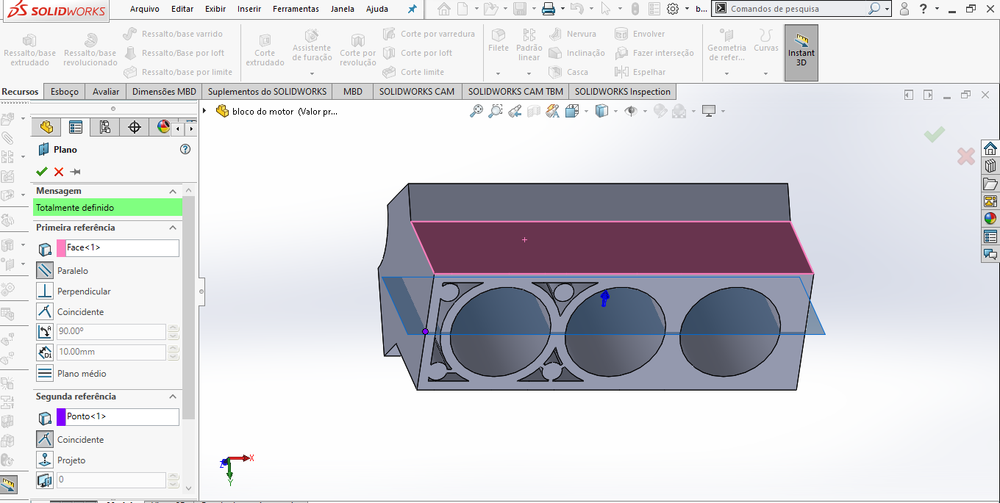 SOLIDWORKS
Arquivo Editar Exibir Inserir Ferramentas Janela Ajuda
b...
Comandos de pesquisa
?
Ressalto/base extrudado
Ressalto/base revolucionado
Ressalto/base varrido
Ressalto/Base por loft
Ressalto/base por limite
Corte extrudado
Assistente de furação
Corte por revolução
Corte por varredura
Corte por loft
Corte limite
Filete
Padrão linear
Nervura
Inclinação
Casca
Envolver
Fazer interseção
Espelhar
Geometria de refer...
Curvas
Instant 3D
Recursos Esboço Avaliar Dimensões MBD Suplementos do SOLIDWORKS MBD SOLIDWORKS CAM SOLIDWORKS CAM TBM SOLIDWORKS Inspection
bloco do motor (Valor pr...
Plano
?
Mensagem
Totalmente definido
Primeira referência
Face<1>
Paralelo
Perpendicular
Coincidente
90.00º
10.00mm
Plano médio
Segunda referência
Ponto<1>
Coincidente
Projeto
0
X
Y
Z